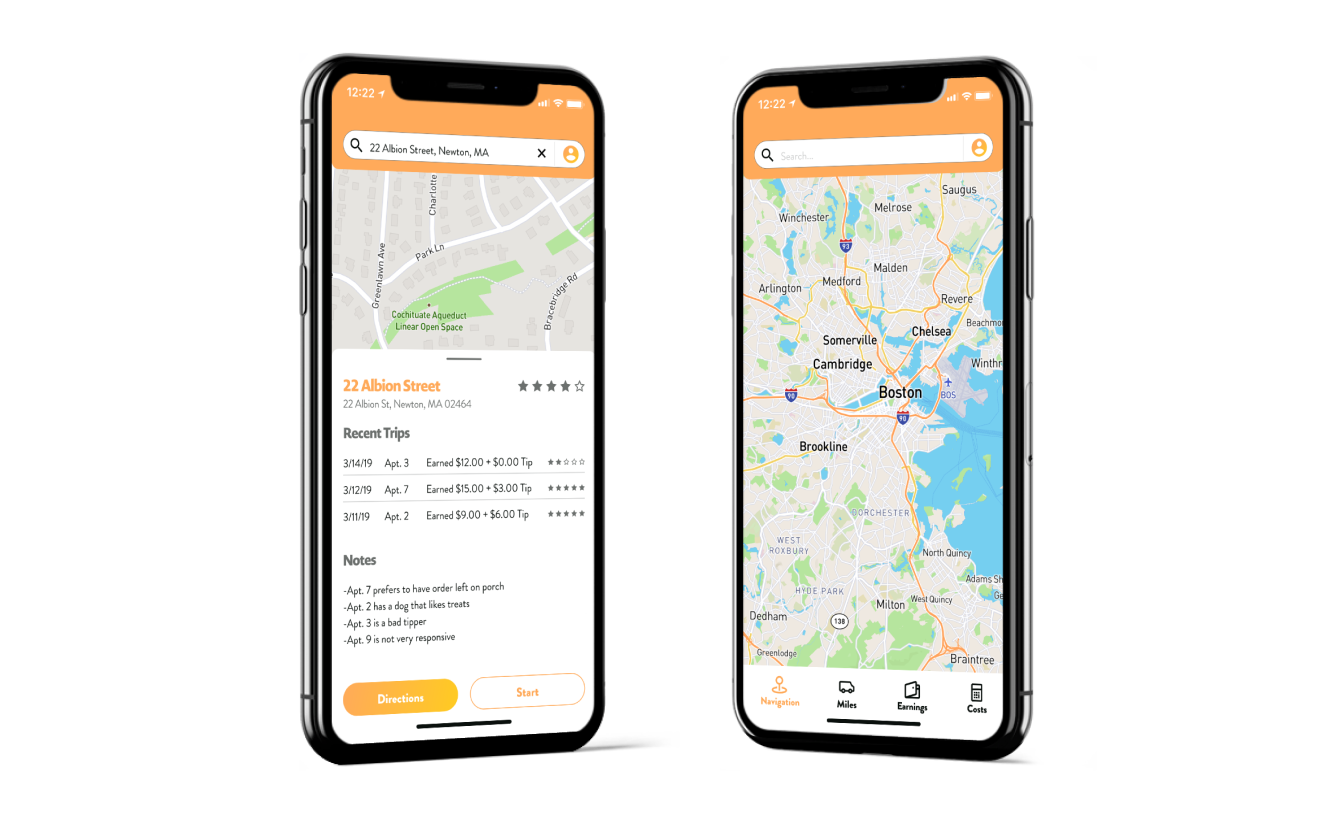 12:22
22 Albion Street, Newton, MA
Charlotte
Park Ln
Greenlawn Ave
Bracebridge Rd
Cochituate Aqueduct
Linear Open Space
22 Albion Street
22 Albion St, Newton, MA 02464
Recent Trips
3/14/19 Apt. 3 Earned $12.00 + $0.00 Tip
3/12/19 Apt. 7 Earned $15.00 + $3.00 Tip
3/11/19 Apt. 2 Earned $9.00 + $6.00 Tip
Notes
-Apt. 7 prefers to have order left on porch
-Apt. 2 has a dog that likes treats
-Apt. 3 is a bad tipper
-Apt. 9 is not very responsive
Directions Start
12:22
Search...
Saugus
Melrose
Winchester
93
Malden
Medford
Arlington
Revere
Beachmo
Chelsea
Somerville
Winthr
Cambridge
BOS
Boston
90
90
Brookline
DORCHESTER
WEST
ROXBURY
North Quincy
Adams Sh
HYDE PARK
West Quincy
Ge
Milton
Dedham
138
Greenlodge
Braintree
Navigation Miles Earnings Costs